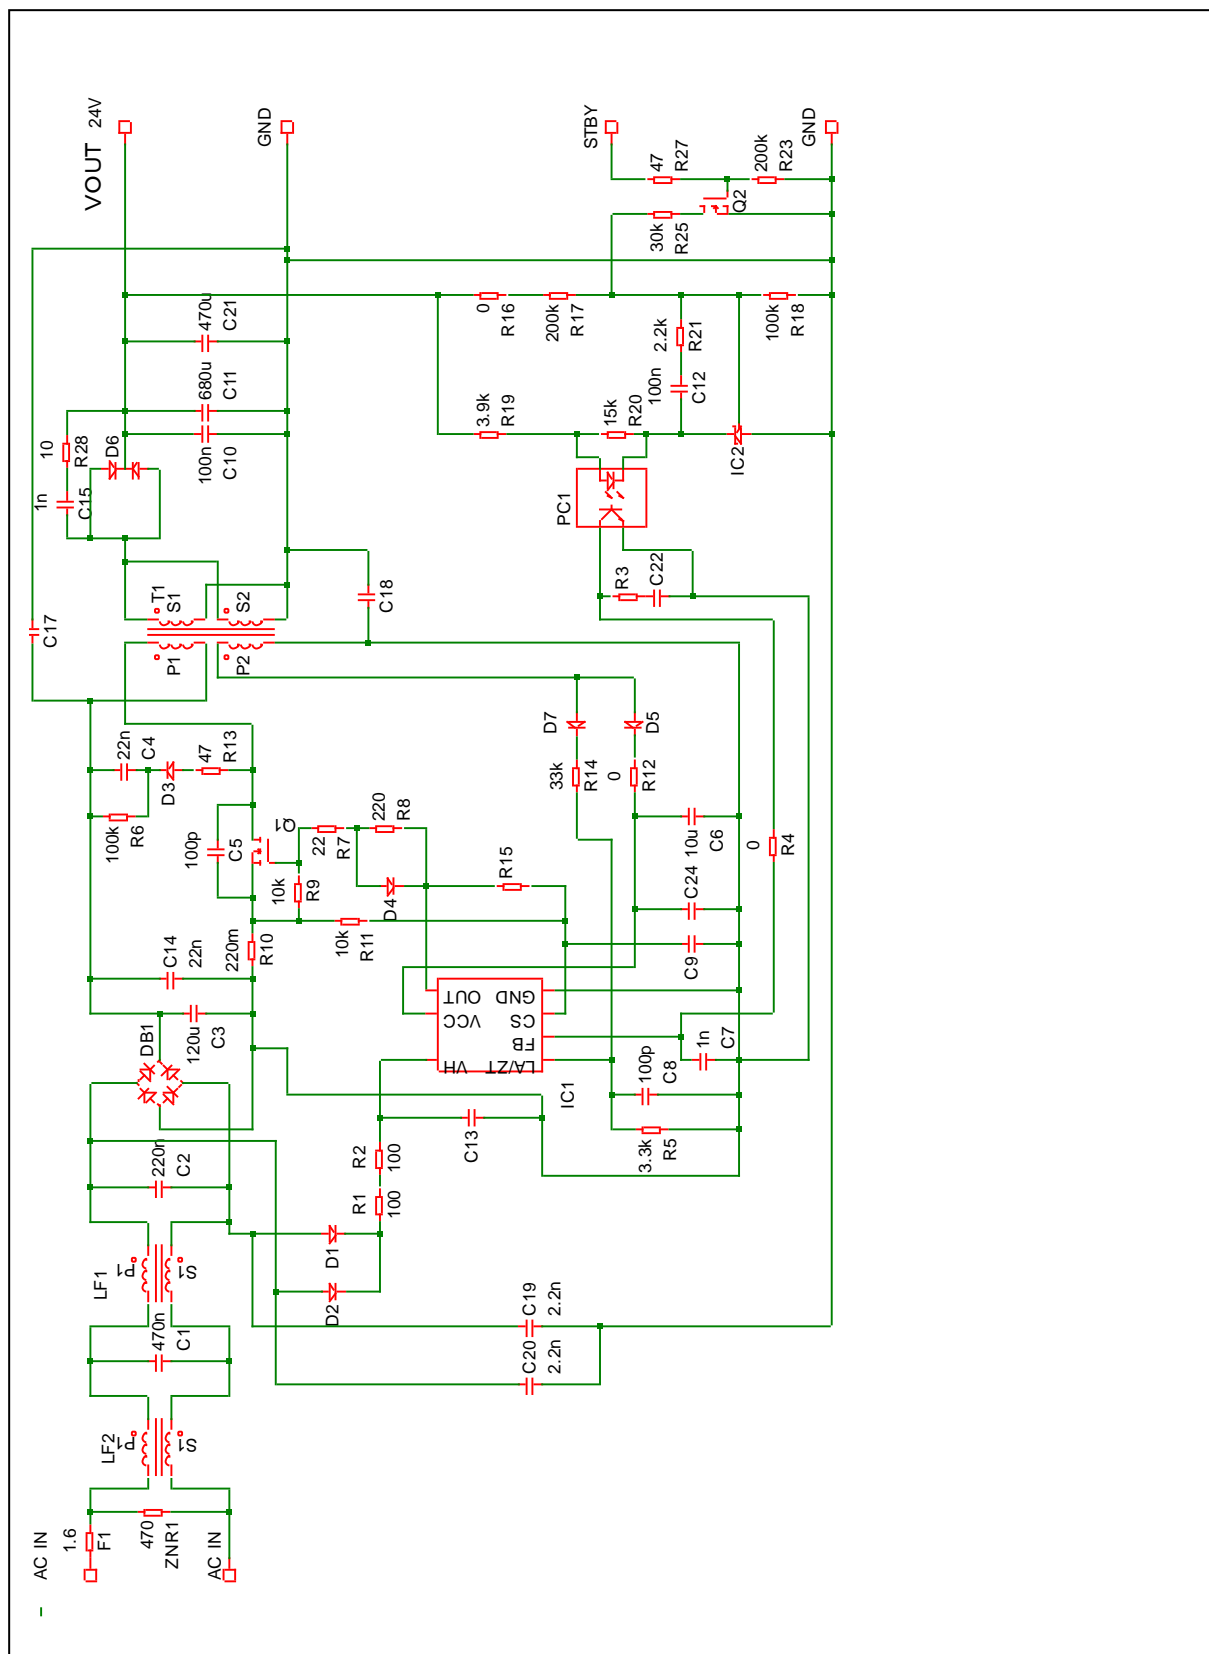 VOUT 24V
GND
STBY
GND
47
R27
200k
R23
Q2
30k
R25
470u
C21
0
R16
200k
R17
2.2k
R21
100k
R18
680u
C11
100n
C10
10
R28
D6
1n
C15
3.9k
R19
15k
R20
100n
C12
IC2
PC1
T1
S1
S2
P1
P2
C17
C18
R3
C22
22n
C4
D3
47
R13
100k
R6
100p
C5
Q1
22
R7
220
R8
D7
33k
R14
D5
0
R12
10u
C6
0
R4
10k
R9
D4
R15
C24
10k
R11
C9
C14
22n
220m
R10
DB1
120u
C3
OUT
GND
VCC
CS
FB
VH
LA/ZT
IC1
1n
C7
100p
C8
3.3k
R5
C13
R2
100
R1
100
220n
C2
LF1
P1
S1
D1
D2
C19
2.2n
C20
2.2n
470n
C1
LF2
P1
S1
AC IN
1.6
F1
470
ZNR1
AC IN